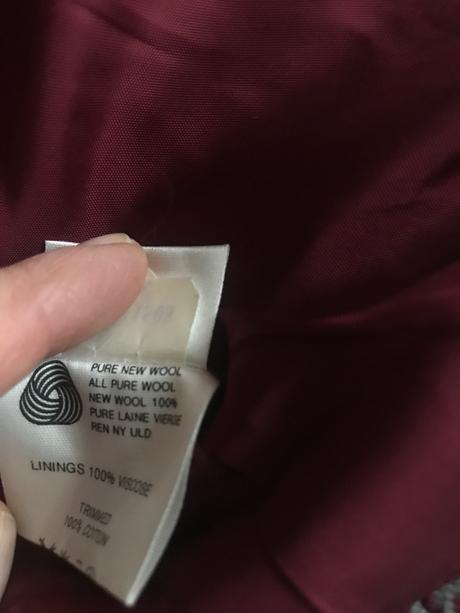 PURE NEW WOOL
ALL PURE WOOL
NEW WOOL 100%
PURE LAINE VIERGE
REN NY ULD
LININGS 100% VISCOSE
TRIMMED
100% COTTON